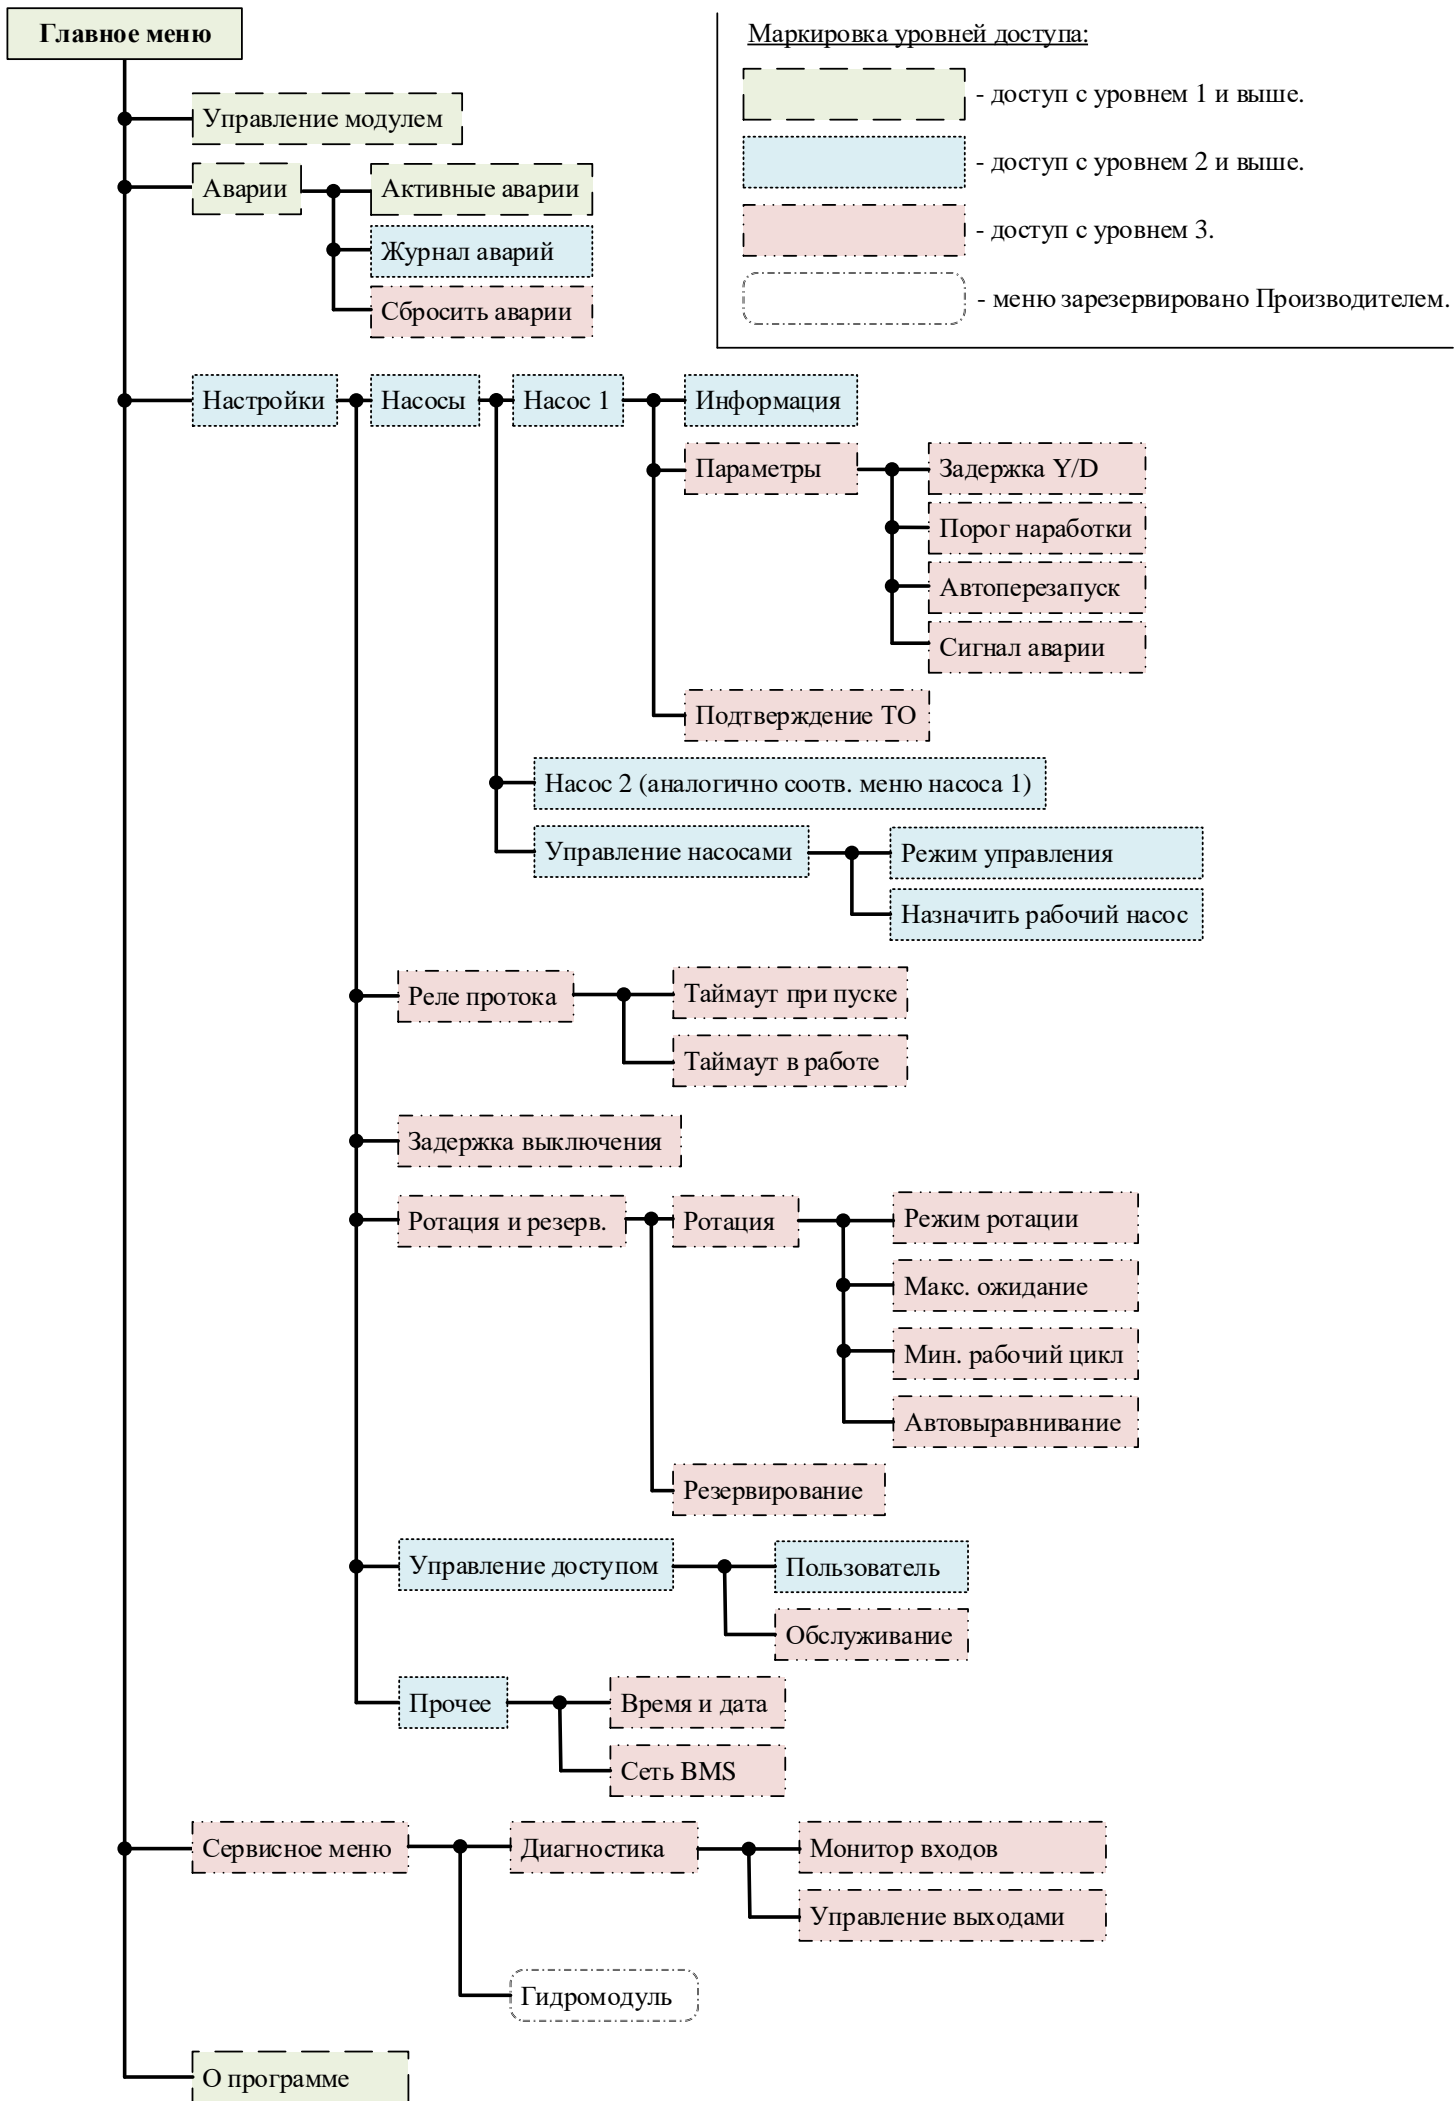 Главное меню
Маркировка уровней доступа:
- доступ с уровнем 1 и выше.
- доступ с уровнем 2 и выше.
- доступ с уровнем 3.
- меню зарезервировано Производителем.
Управление модулем
Аварии
Активные аварии
Журнал аварий
Сбросить аварии
Настройки
Насосы
Насос 1
Информация
Параметры
Задержка Y/D
Порог наработки
Автоперезапуск
Сигнал аварии
Подтверждение ТО
Насос 2 (аналогично соотв. меню насоса 1)
Управление насосами
Режим управления
Назначить рабочий насос
Реле протока
Таймаут при пуске
Таймаут в работе
Задержка выключения
Ротация и резерв.
Ротация
Режим ротации
Макс. ожидание
Мин. рабочий цикл
Автовыравнивание
Резервирование
Управление доступом
Пользователь
Обслуживание
Прочее
Время и дата
Сеть BMS
Сервисное меню
Диагностика
Монитор входов
Управление выходами
Гидромодуль
О программе